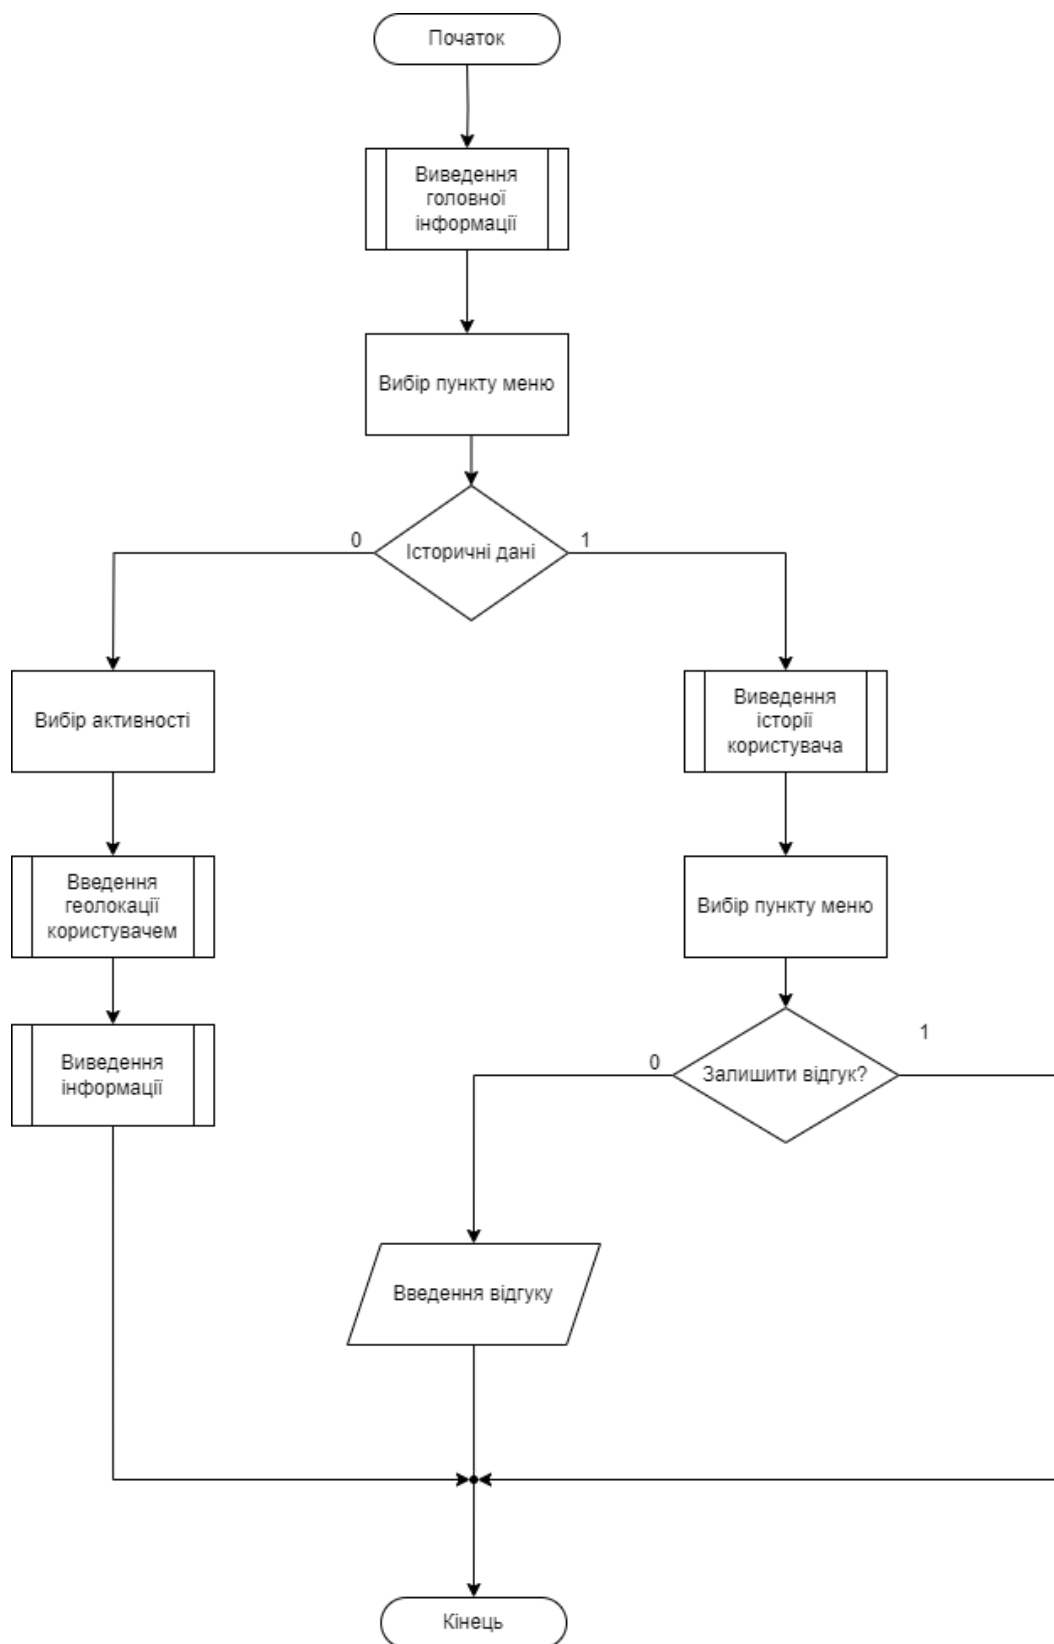 Початок
Виведення
головної
інформації
Вибір пункту меню
0
Історичні дані
1
Вибір активності
Виведення
історії
користувача
Введення
геолокації
користувачем
Вибір пункту меню
Виведення
інформації
0
Залишити відгук?
1
Введення відгуку
Кінець